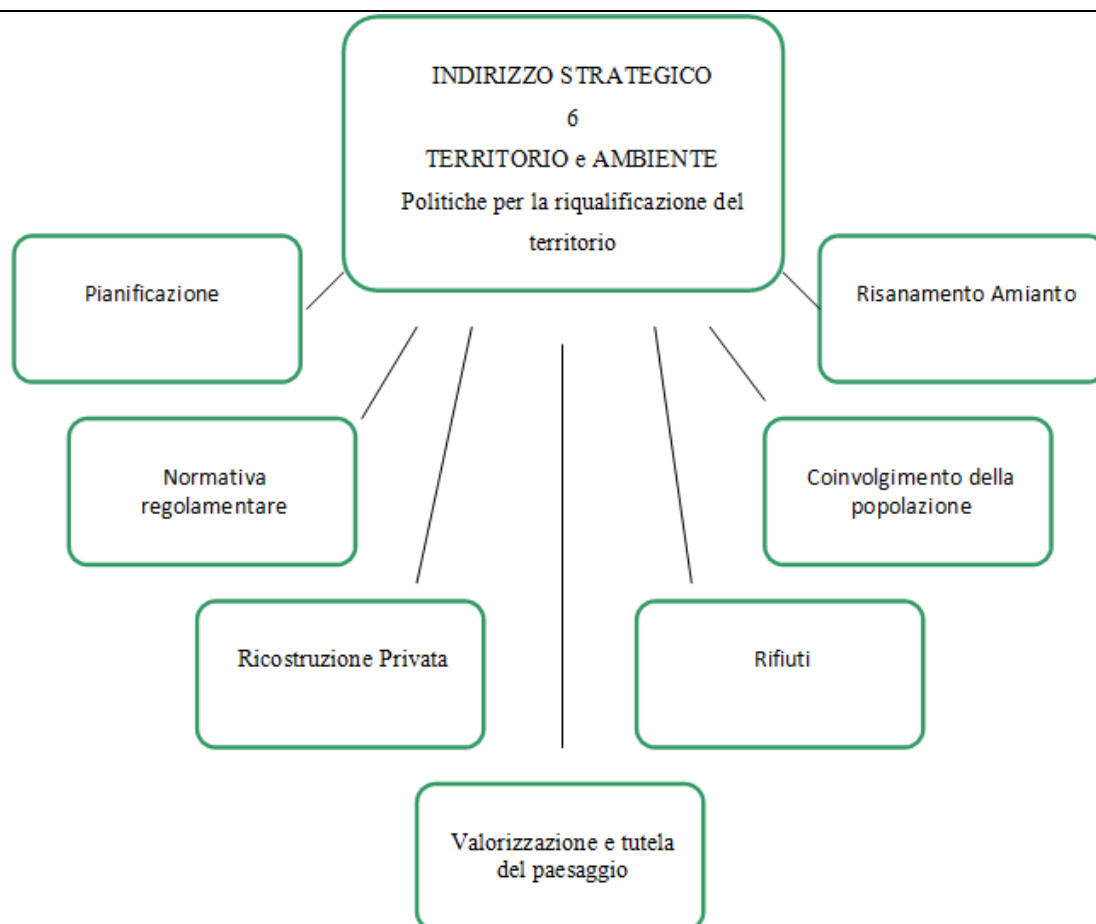 INDIRIZZO STRATEGICO
6
TERRITORIO e AMBIENTE
Politiche per la riqualificazione del
territorio
Pianificazione
Risanamento Amianto
Normativa
regolamentare
Coinvolgimento della
popolazione
Ricostruzione Privata
Rifiuti
Valorizzazione e tutela
del paesaggio